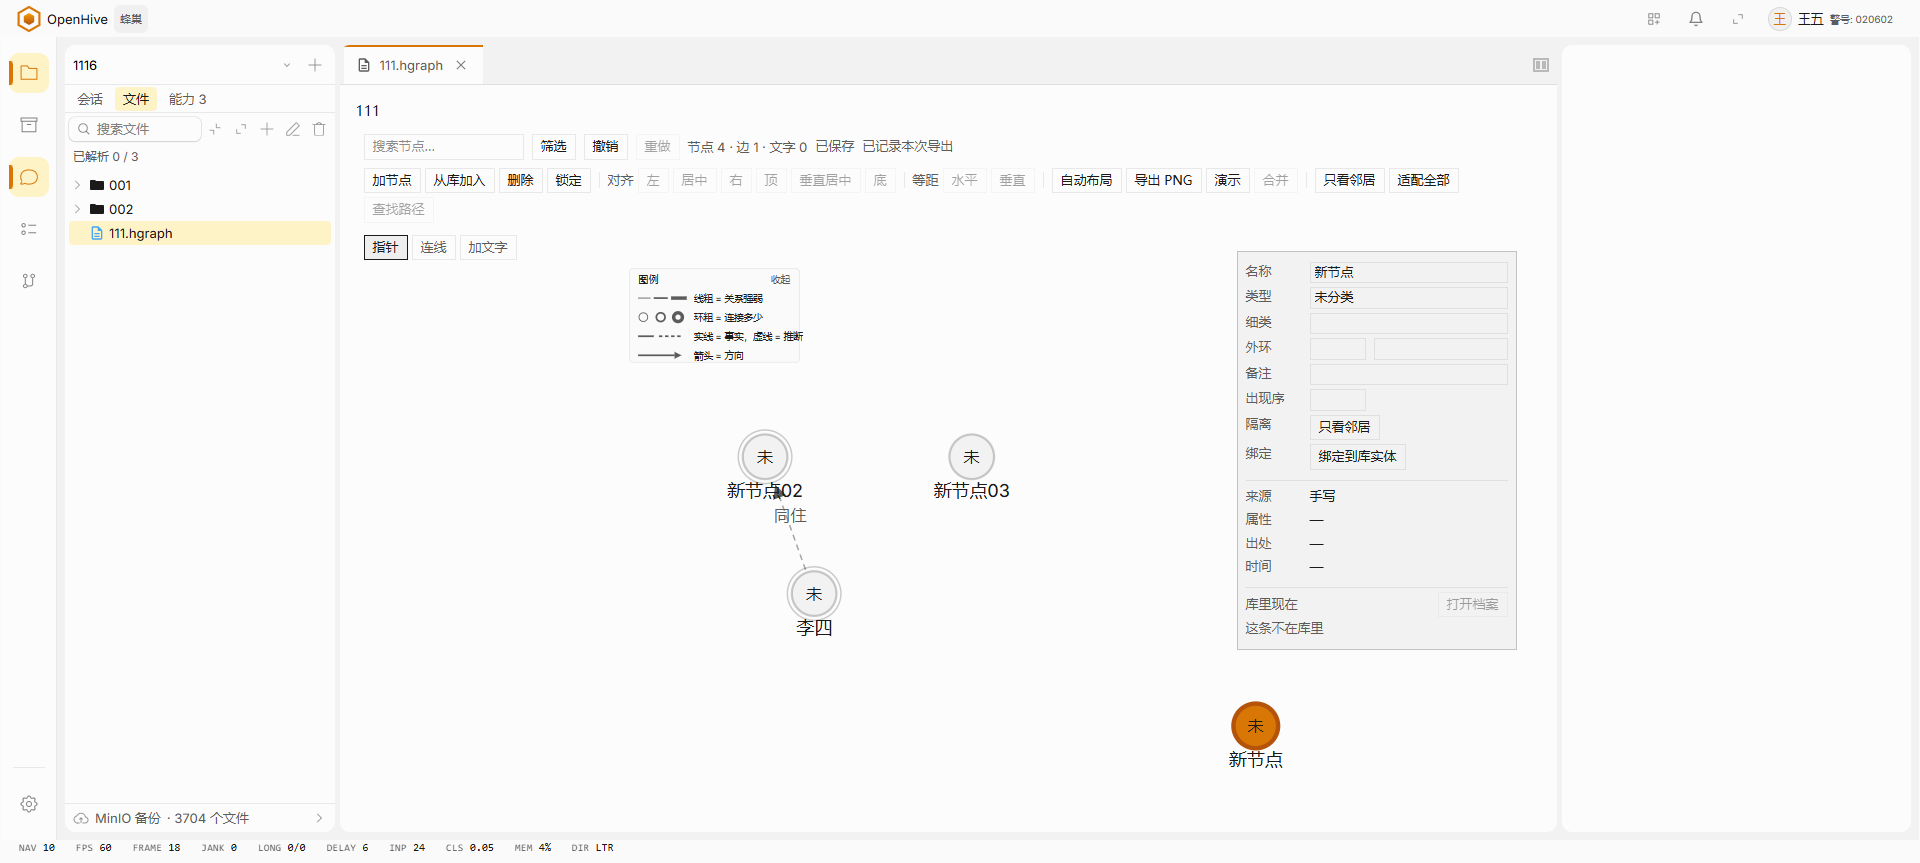 OpenHive 蜂巢
王 王五 警号: 020602
1116
111.hgraph
会话 文件 能力 3
搜索文件
已解析 0 / 3
001
002
111.hgraph
MinIO 备份 · 3704 个文件
111
搜索节点... 筛选 撤销 重做 节点 4 · 边 1 · 文字 0 已保存 已记录本次导出
加节点 从库加入 删除 锁定 对齐 左 居中 右 顶 垂直居中 底 等距 水平 垂直 自动布局 导出 PNG 演示 合并 只看邻居 适配全部
查找路径
指针 连线 加文字
图例 收起
线粗 = 关系强弱
环粗 = 连接多少
实线 = 事实，虚线 = 推断
箭头 = 方向
未
新节点02
未
新节点03
同住
未
李四
未
新节点
名称 新节点
类型 未分类
细类
外环
备注
出现序
隔离 只看邻居
绑定 绑定到库实体
来源 手写
属性 —
出处 —
时间 —
库里现在 打开档案
这条不在库里
NAV 10 FPS 60 FRAME 18 JANK 0 LONG 0/0 DELAY 6 INP 24 CLS 0.05 MEM 4% DIR LTR